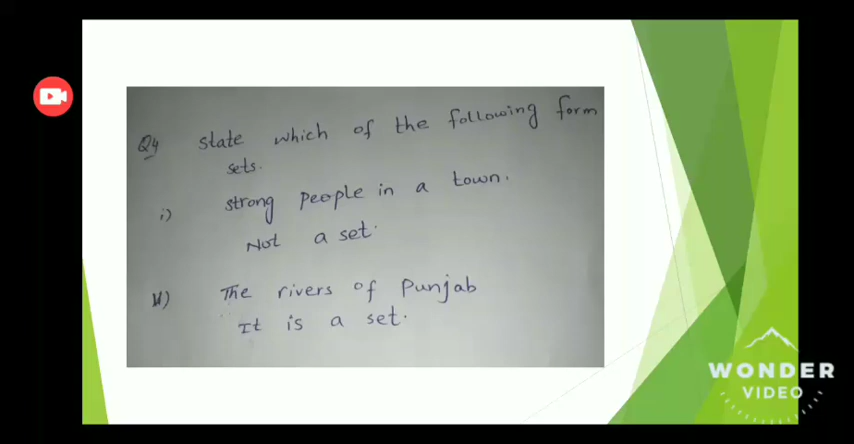 Q4 State which of the following form
sets.
i) strong people in a town.
Not a set.
ii) The rivers of Punjab
It is a set.
WONDER
VIDEO